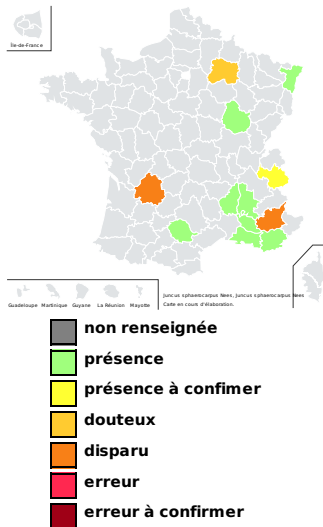 Île-de-France
Guadeloupe Martinique Guyane La Réunion Mayotte
Juncus sphaerocarpus Nees, Juncus sphaerocarpus Nees
Carte en cours d'élaboration.
non renseignée
présence
présence à confimer
douteux
disparu
erreur
erreur à confirmer